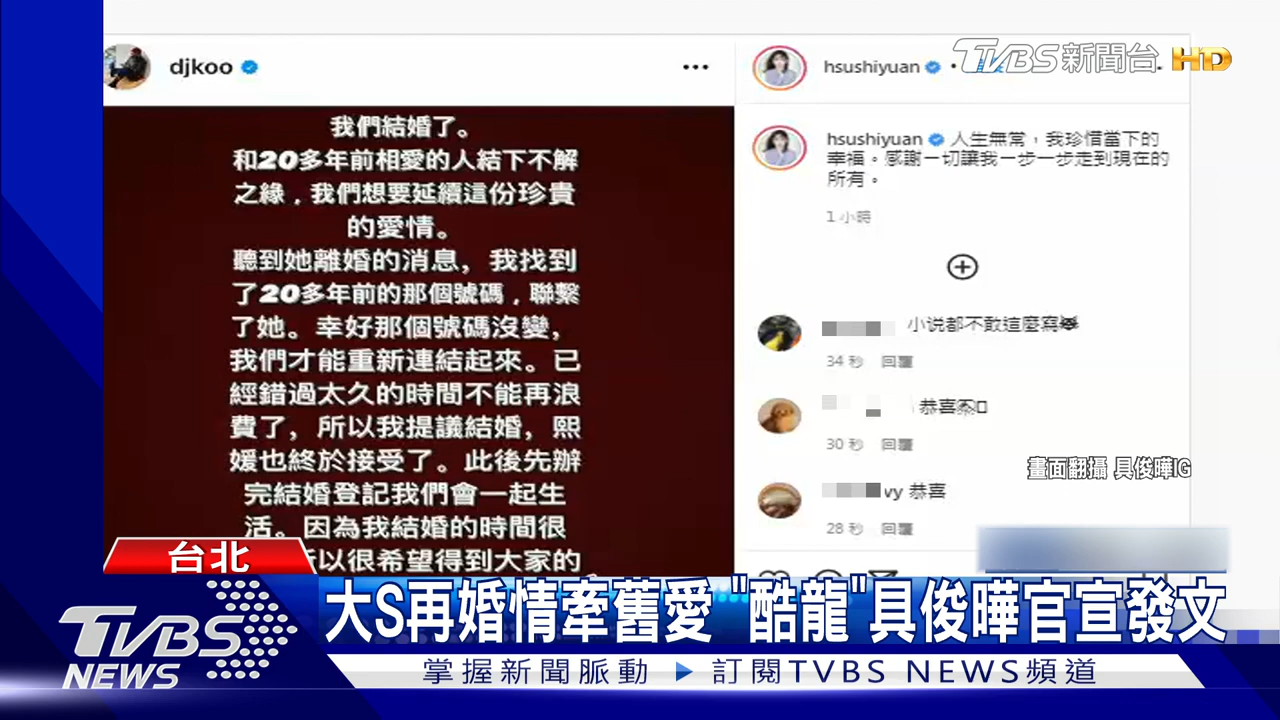 djkoo
我們結婚了。
和20多年前相愛的人結下不解
之緣，我們想要延續這份珍貴
的愛情。
聽到她離婚的消息，我找到
了20多年前的那個號碼，聯繫
了她。幸好那個號碼沒變，
我們才能重新連結起來。已
經錯過太久的時間不能再浪
費了，所以我提議結婚，熙
媛也終於接受了。此後先辦
完結婚登記我們會一起生
活。因為我結婚的時間很
以很希望得到大家的
hsushiyuan •
TVBS新聞台 HD
hsushiyuan 人生無常，我珍惜當下的
幸福。感謝一切讓我一步一步走到現在的
所有。
1 小時
小说都不敢這麼寫
34 秒 回覆
恭喜
30 秒 回覆
vy 恭喜
28 秒 回覆
畫面翻攝 具俊曄IG
台北
大S再婚情牽舊愛 "酷龍"具俊曄官宣發文
TVBS
NEWS
掌握新聞脈動 ▶ 訂閱TVBS NEWS頻道